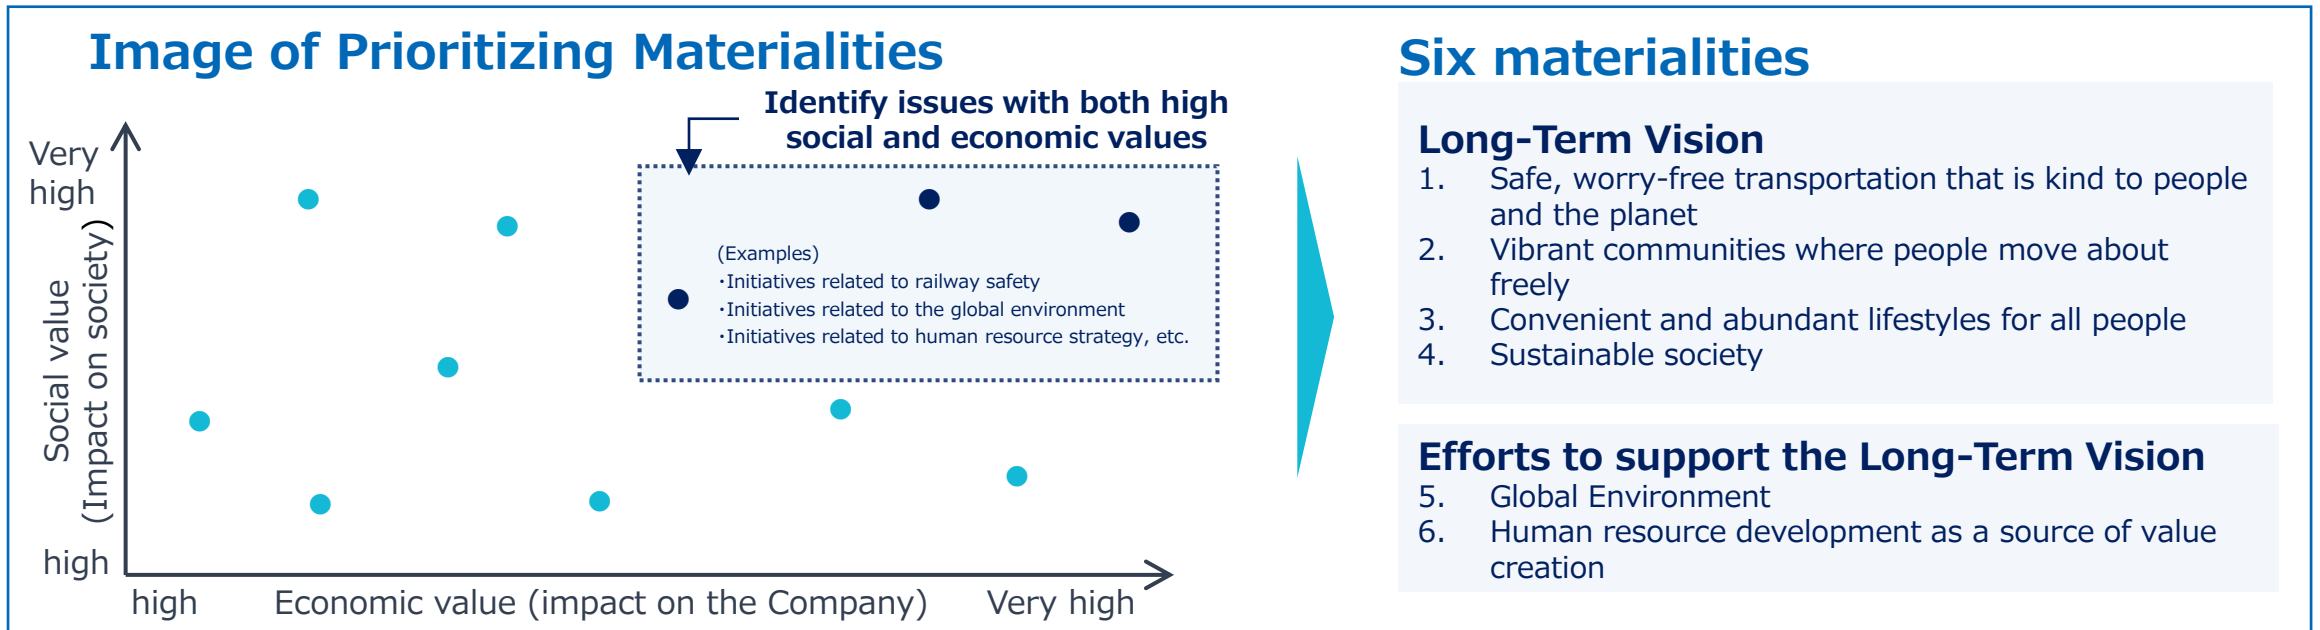 Image of Prioritizing Materialities
Identify issues with both high
social and economic values
Very
high
Social value
(Impact on society)
high
(Examples)
・Initiatives related to railway safety
・Initiatives related to the global environment
・Initiatives related to human resource strategy, etc.
high
Economic value (impact on the Company)
Very high
Six materialities
Long-Term Vision
1. Safe, worry-free transportation that is kind to people
and the planet
2. Vibrant communities where people move about
freely
3. Convenient and abundant lifestyles for all people
4. Sustainable society
Efforts to support the Long-Term Vision
5. Global Environment
6. Human resource development as a source of value
creation